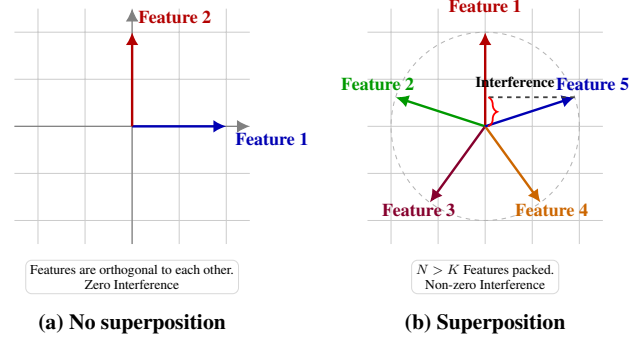 Feature 2
Feature 1
Features are orthogonal to each other.
Zero Interference
(a) No superposition
Feature 1
Interference
Feature 2
Feature 5
Feature 3
Feature 4
N > K Features packed.
Non-zero Interference
(b) Superposition